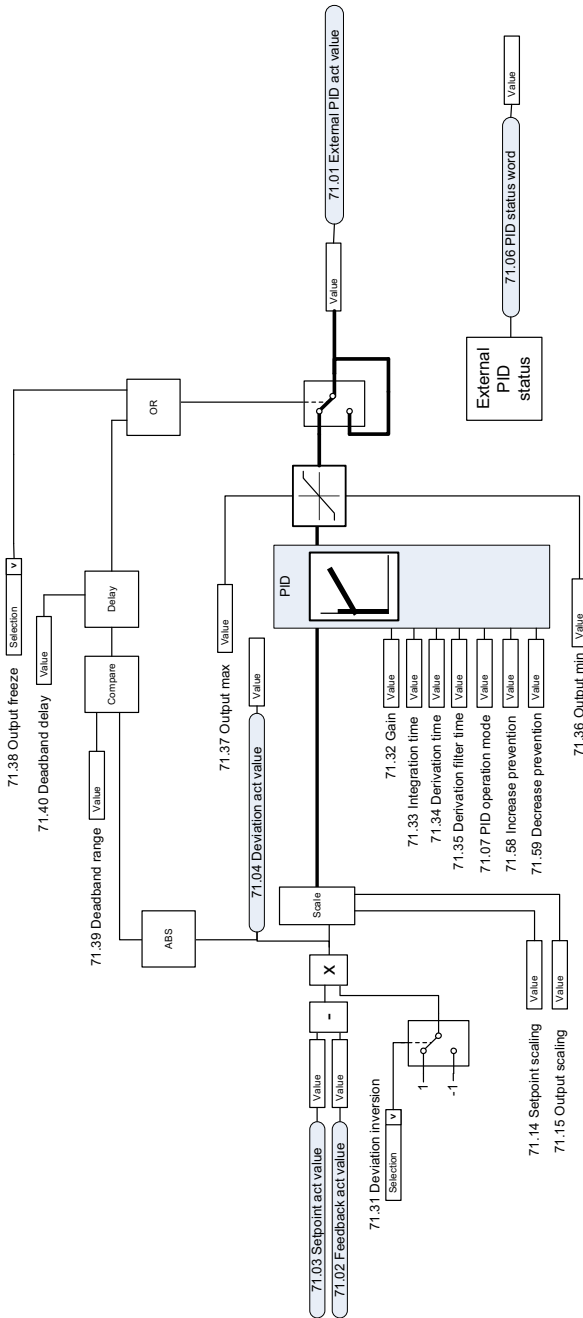 71.38 Output freeze
Selection
v
71.40 Deadband delay
Value
71.39 Deadband range
Value
Compare
Delay
OR
ABS
71.04 Deviation act value
Value
71.37 Output max
Value
71.03 Setpoint act value
Value
71.02 Feedback act value
Value
-
X
Scale
PID
Value
71.01 External PID act value
71.31 Deviation inversion
Selection
v
1
-1
71.14 Setpoint scaling
Value
71.15 Output scaling
Value
71.32 Gain
Value
71.33 Integration time
Value
71.34 Derivation time
Value
71.35 Derivation filter time
Value
71.07 PID operation mode
Value
71.58 Increase prevention
Value
71.59 Decrease prevention
Value
71.36 Output min
Value
External
PID
status
71.06 PID status word
Value